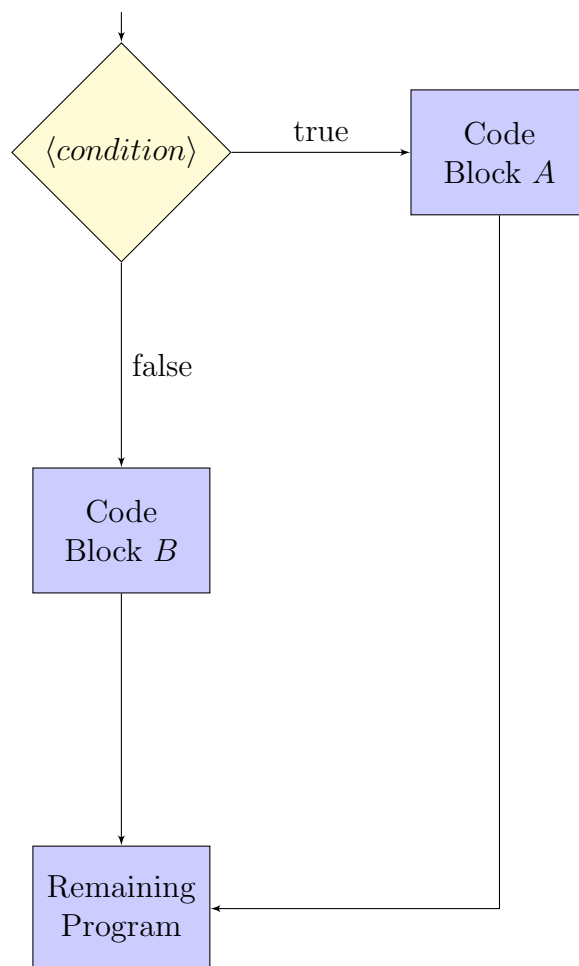 ⟨condition⟩
true
Code
Block A
false
Code
Block B
Remaining
Program